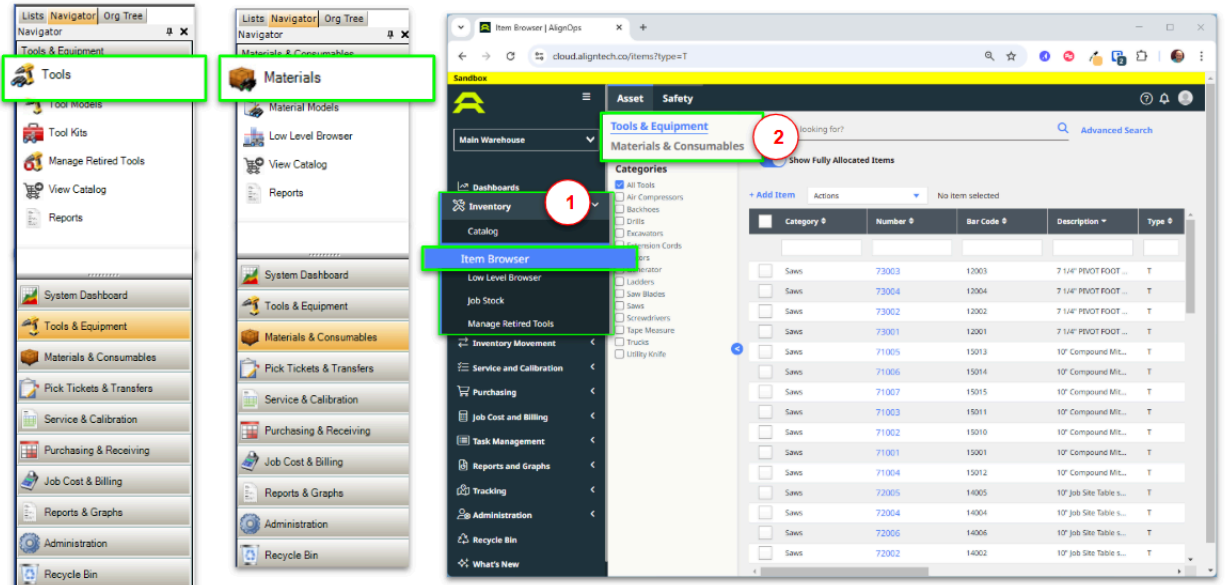 Lists Navigator Org Tree
Navigator
Tools & Equipment
Tools
Tool Models
Tool Kits
Manage Retired Tools
View Catalog
Reports
System Dashboard
Tools & Equipment
Materials & Consumables
Pick Tickets & Transfers
Service & Calibration
Purchasing & Receiving
Job Cost & Billing
Reports & Graphs
Administration
Recycle Bin
Lists Navigator Org Tree
Navigator
Materials & Consumables
Materials
Material Models
Low Level Browser
View Catalog
Reports
System Dashboard
Tools & Equipment
Materials & Consumables
Pick Tickets & Transfers
Service & Calibration
Purchasing & Receiving
Job Cost & Billing
Reports & Graphs
Administration
Recycle Bin
Item Browser | AlignOps
cloud.aligntech.co/items?type=T
Sandbox
Main Warehouse
Dashboards
Inventory
1
Catalog
Item Browser
Low Level Browser
Job Stock
Manage Retired Tools
Inventory Movement
Service and Calibration
Purchasing
Job Cost and Billing
Task Management
Reports and Graphs
Tracking
Administration
Recycle Bin
What's New
Asset Safety
Tools & Equipment
Materials & Consumables
2
looking for?
Advanced Search
Show Fully Allocated Items
Categories
All Tools
Air Compressors
Backhoes
Drills
Excavators
Extension Cords
Ladders
Saw Blades
Saws
Screwdrivers
Tape Measure
Trucks
Utility Knife
+ Add Item Actions No item selected
Category Number Bar Code Description Type
Saws 73003 12003 7 1/4" PIVOT FOOT ... T
Saws 73004 12004 7 1/4" PIVOT FOOT ... T
Saws 73002 12002 7 1/4" PIVOT FOOT ... T
Saws 73001 12001 7 1/4" PIVOT FOOT ... T
Saws 71005 15013 10" Compound Mit... T
Saws 71006 15014 10" Compound Mit... T
Saws 71007 15015 10" Compound Mit... T
Saws 71003 15011 10" Compound Mit... T
Saws 71002 15010 10" Compound Mit... T
Saws 71001 15001 10" Compound Mit... T
Saws 71004 15012 10" Compound Mit... T
Saws 72005 14005 10" Job Site Table s... T
Saws 72004 14004 10" Job Site Table s... T
Saws 72006 14006 10" Job Site Table s... T
Saws 72002 14002 10" Job Site Table s... T